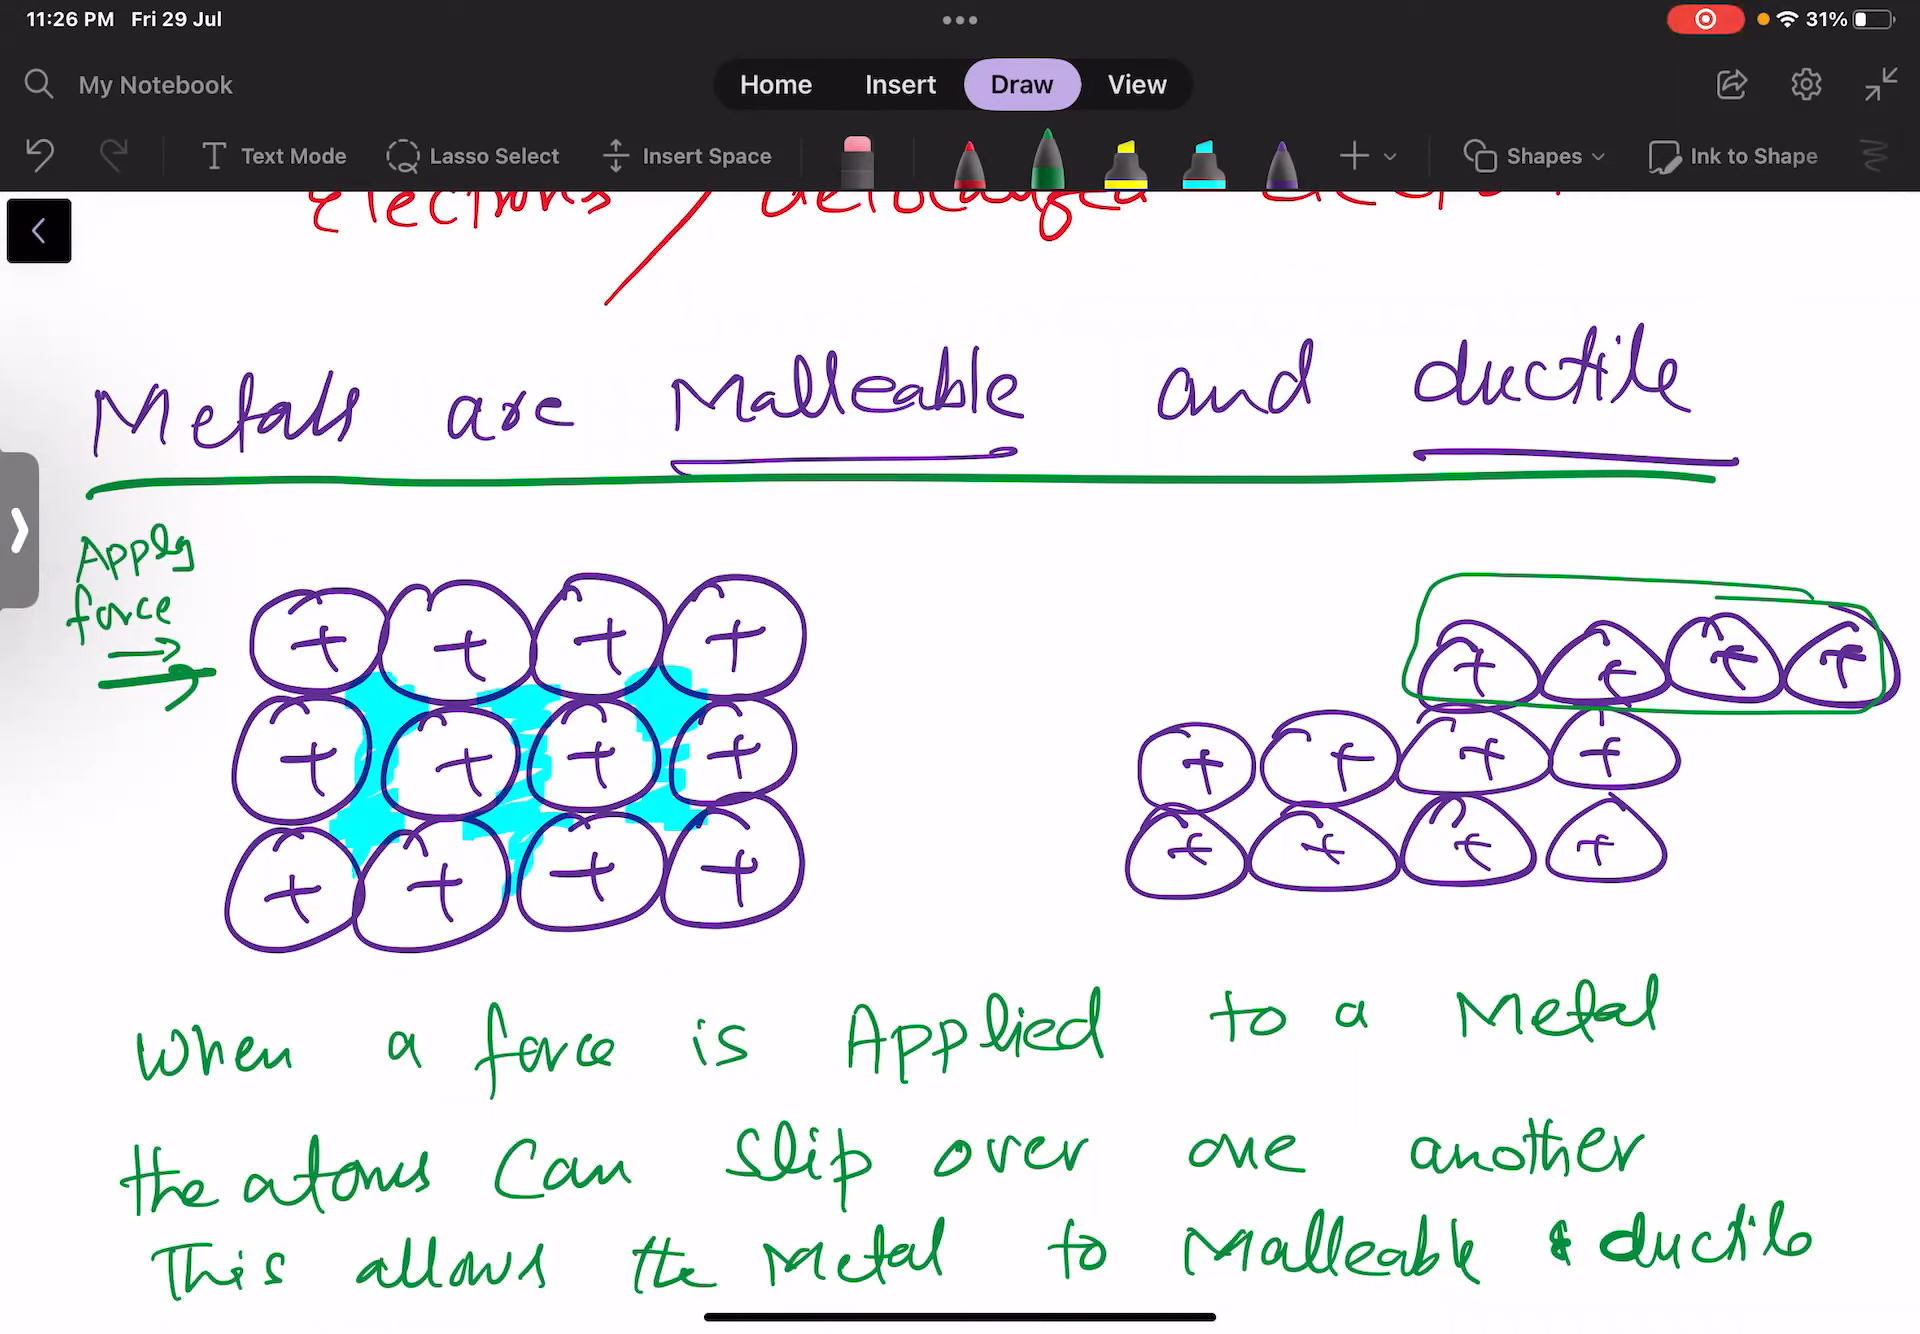 11:26 PM Fri 29 Jul 31%
My Notebook Home Insert Draw View
Text Mode Lasso Select Insert Space Shapes Ink to Shape
Electrons /
Metals are Malleable and ductile
Apply
force
+ + + +
+ + + +
+ + + +
+ + + +
+ + + +
+ + + +
When a force is Applied to a Metal
the atoms Can slip over one another
This allows the Metal to Malleable & ductile